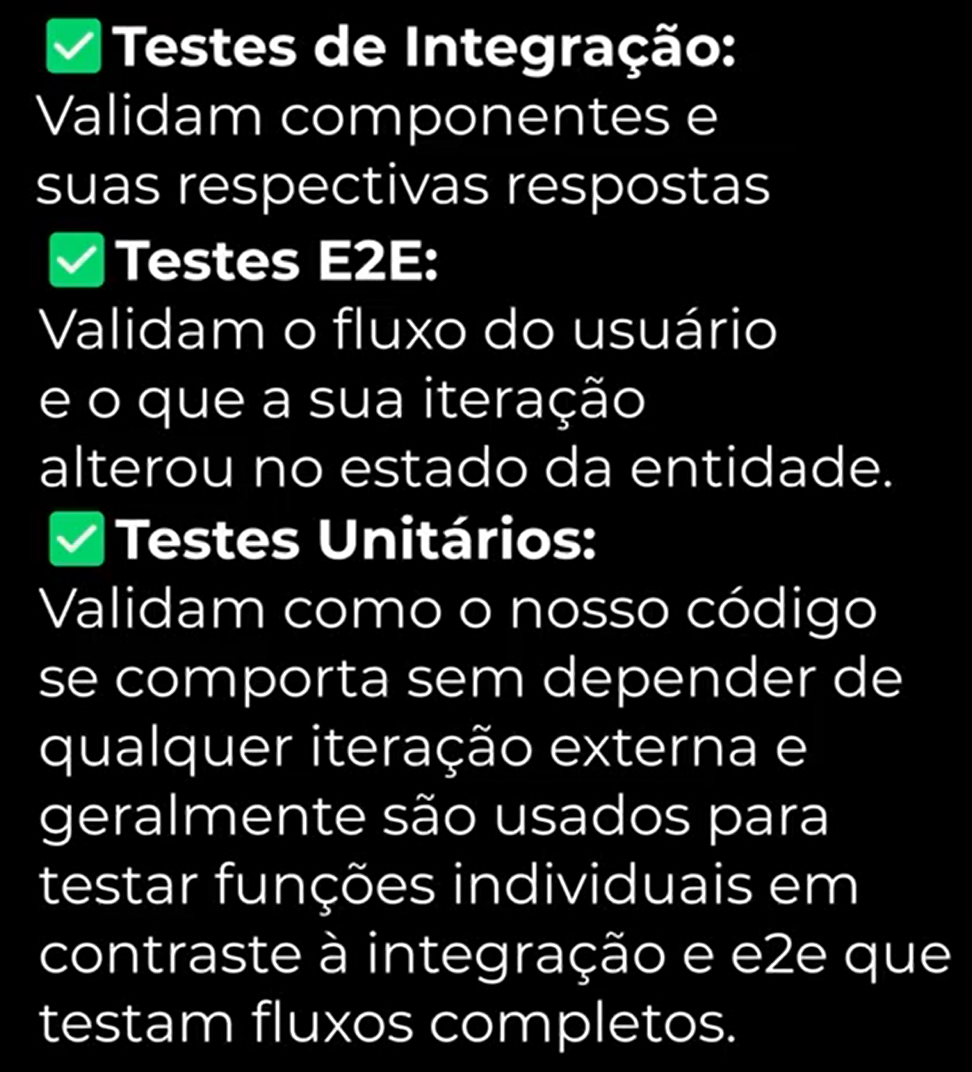 ✅ Testes de Integração:
Validam componentes e
suas respectivas respostas
✅ Testes E2E:
Validam o fluxo do usuário
e o que a sua iteração
alterou no estado da entidade.
✅ Testes Unitários:
Validam como o nosso código
se comporta sem depender de
qualquer iteração externa e
geralmente são usados para
testar funções individuais em
contraste à integração e e2e que
testam fluxos completos.